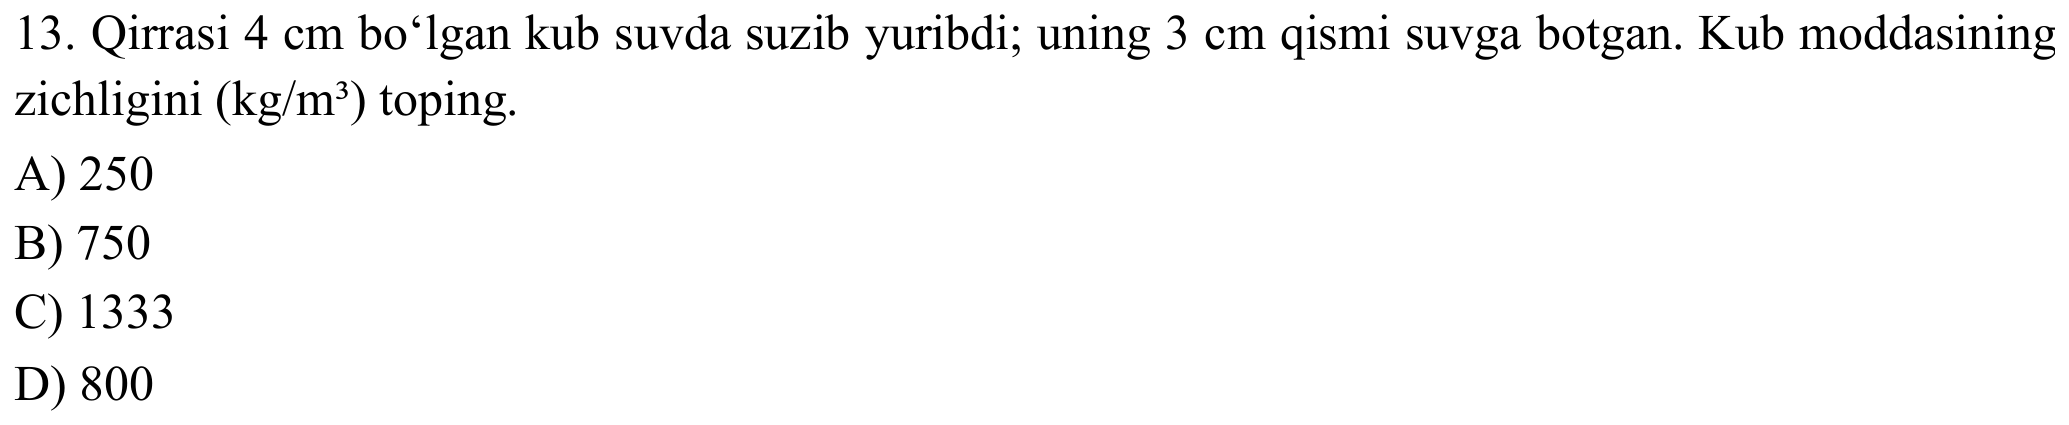 13. Qirrasi 4 cm bo‘lgan kub suvda suzib yuribdi; uning 3 cm qismi suvga botgan. Kub moddasining
zichligini (kg/m³) toping.
A) 250
B) 750
C) 1333
D) 800